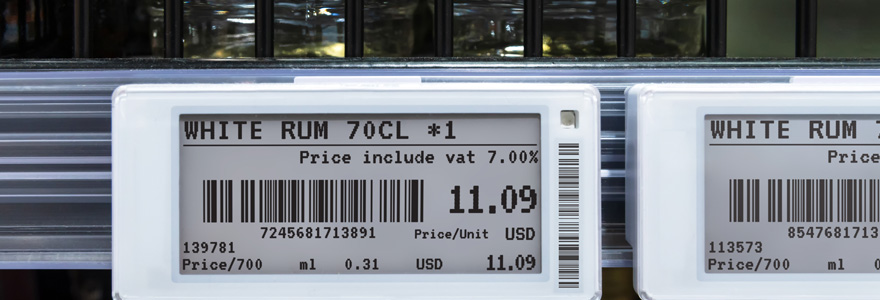 WHITE RUM 70CL *1
Price include vat 7.00%
11.09
7245681713891 Price/Unit USD
139781
Price/700 ml 0.31 USD 11.09
WHITE RUM
Price
8547681713
113573
Price/700 ml